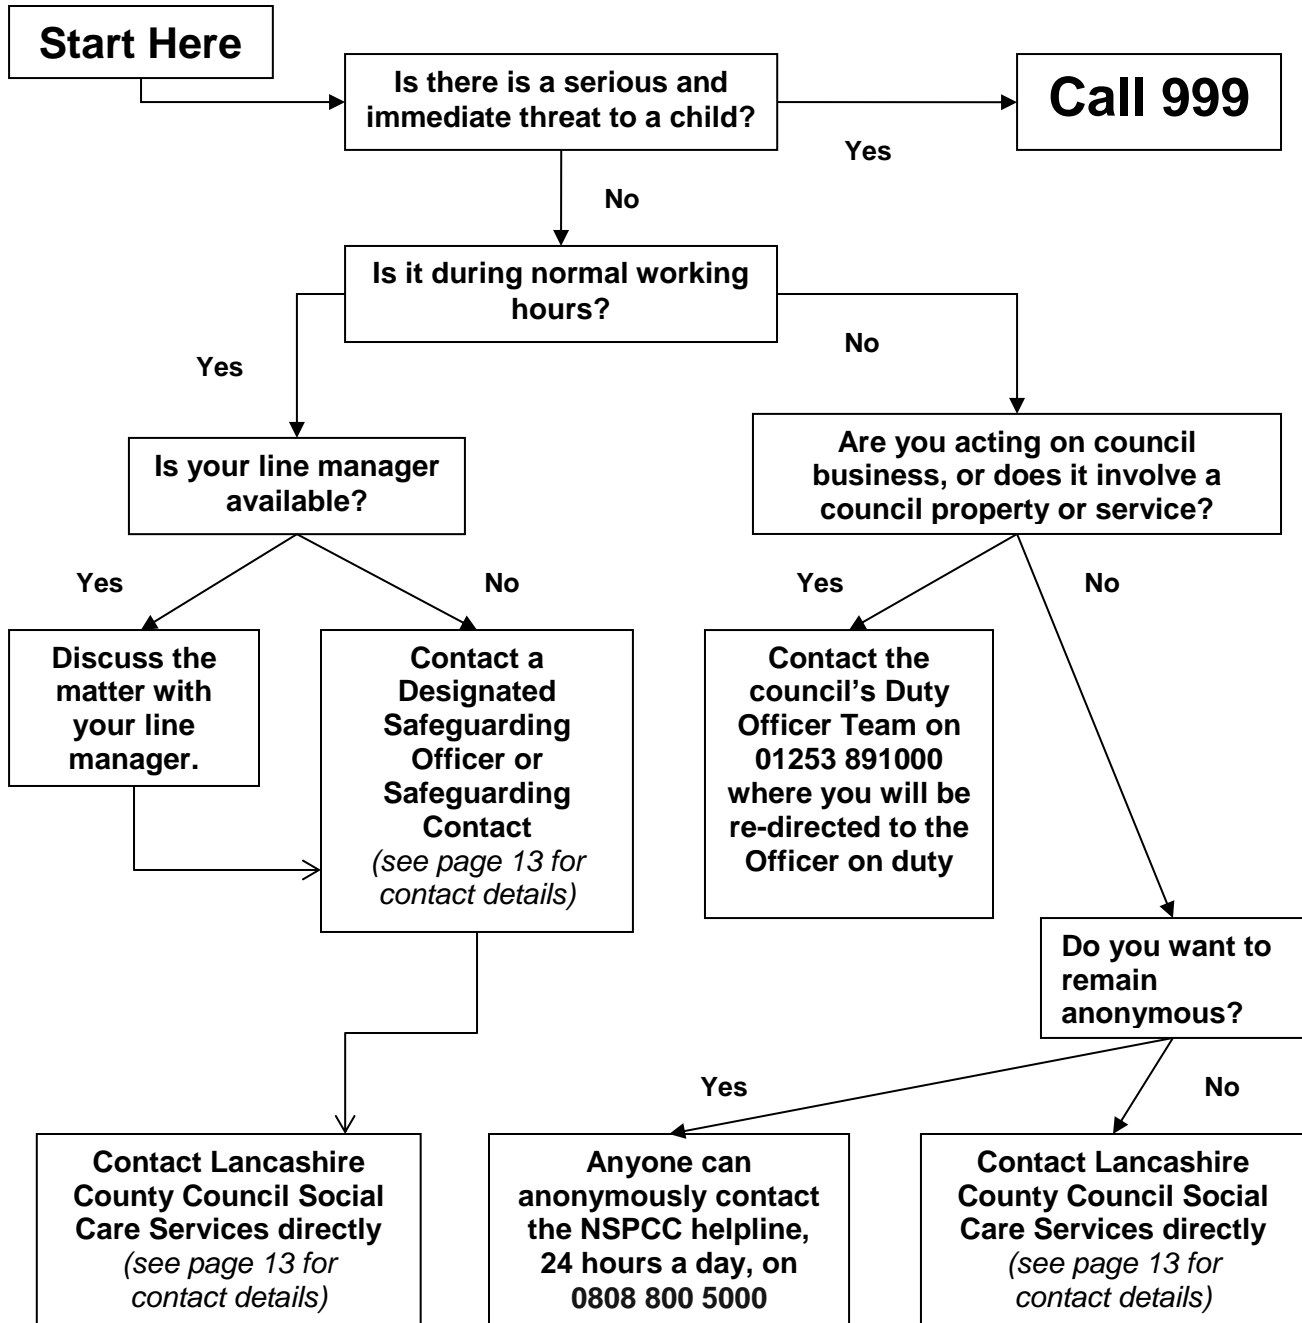 Start Here
Is there is a serious and
immediate threat to a child?
Call 999
Yes
No
Is it during normal working
hours?
Yes
No
Is your line manager
available?
Are you acting on council
business, or does it involve a
council property or service?
Yes
No
Yes
No
Discuss the
matter with
your line
manager.
Contact a
Designated
Safeguarding
Officer or
Safeguarding
Contact
(see page 13 for
contact details)
Contact the
council’s Duty
Officer Team on
01253 891000
where you will be
re-directed to the
Officer on duty
Do you want to
remain
anonymous?
Yes
No
Contact Lancashire
County Council Social
Care Services directly
(see page 13 for
contact details)
Anyone can
anonymously contact
the NSPCC helpline,
24 hours a day, on
0808 800 5000
Contact Lancashire
County Council Social
Care Services directly
(see page 13 for
contact details)